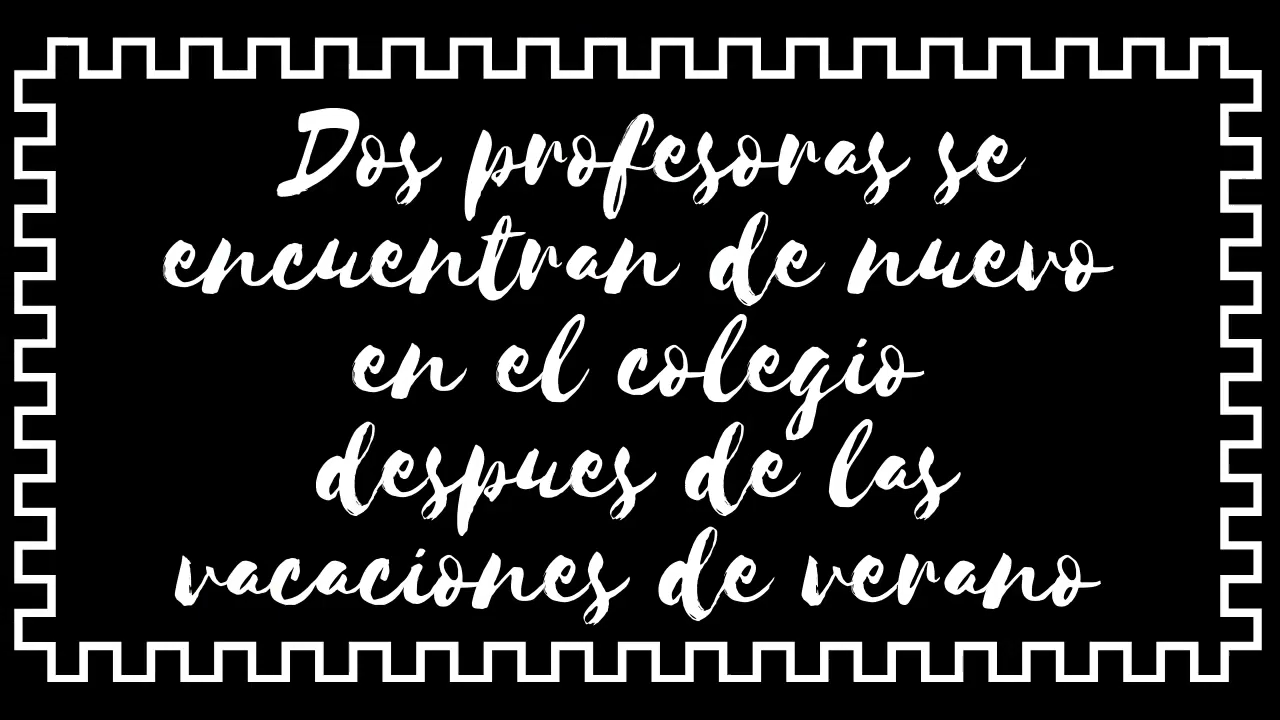 Dos profesoras se
encuentran de nuevo
en el colegio
despues de las
vacaciones de verano